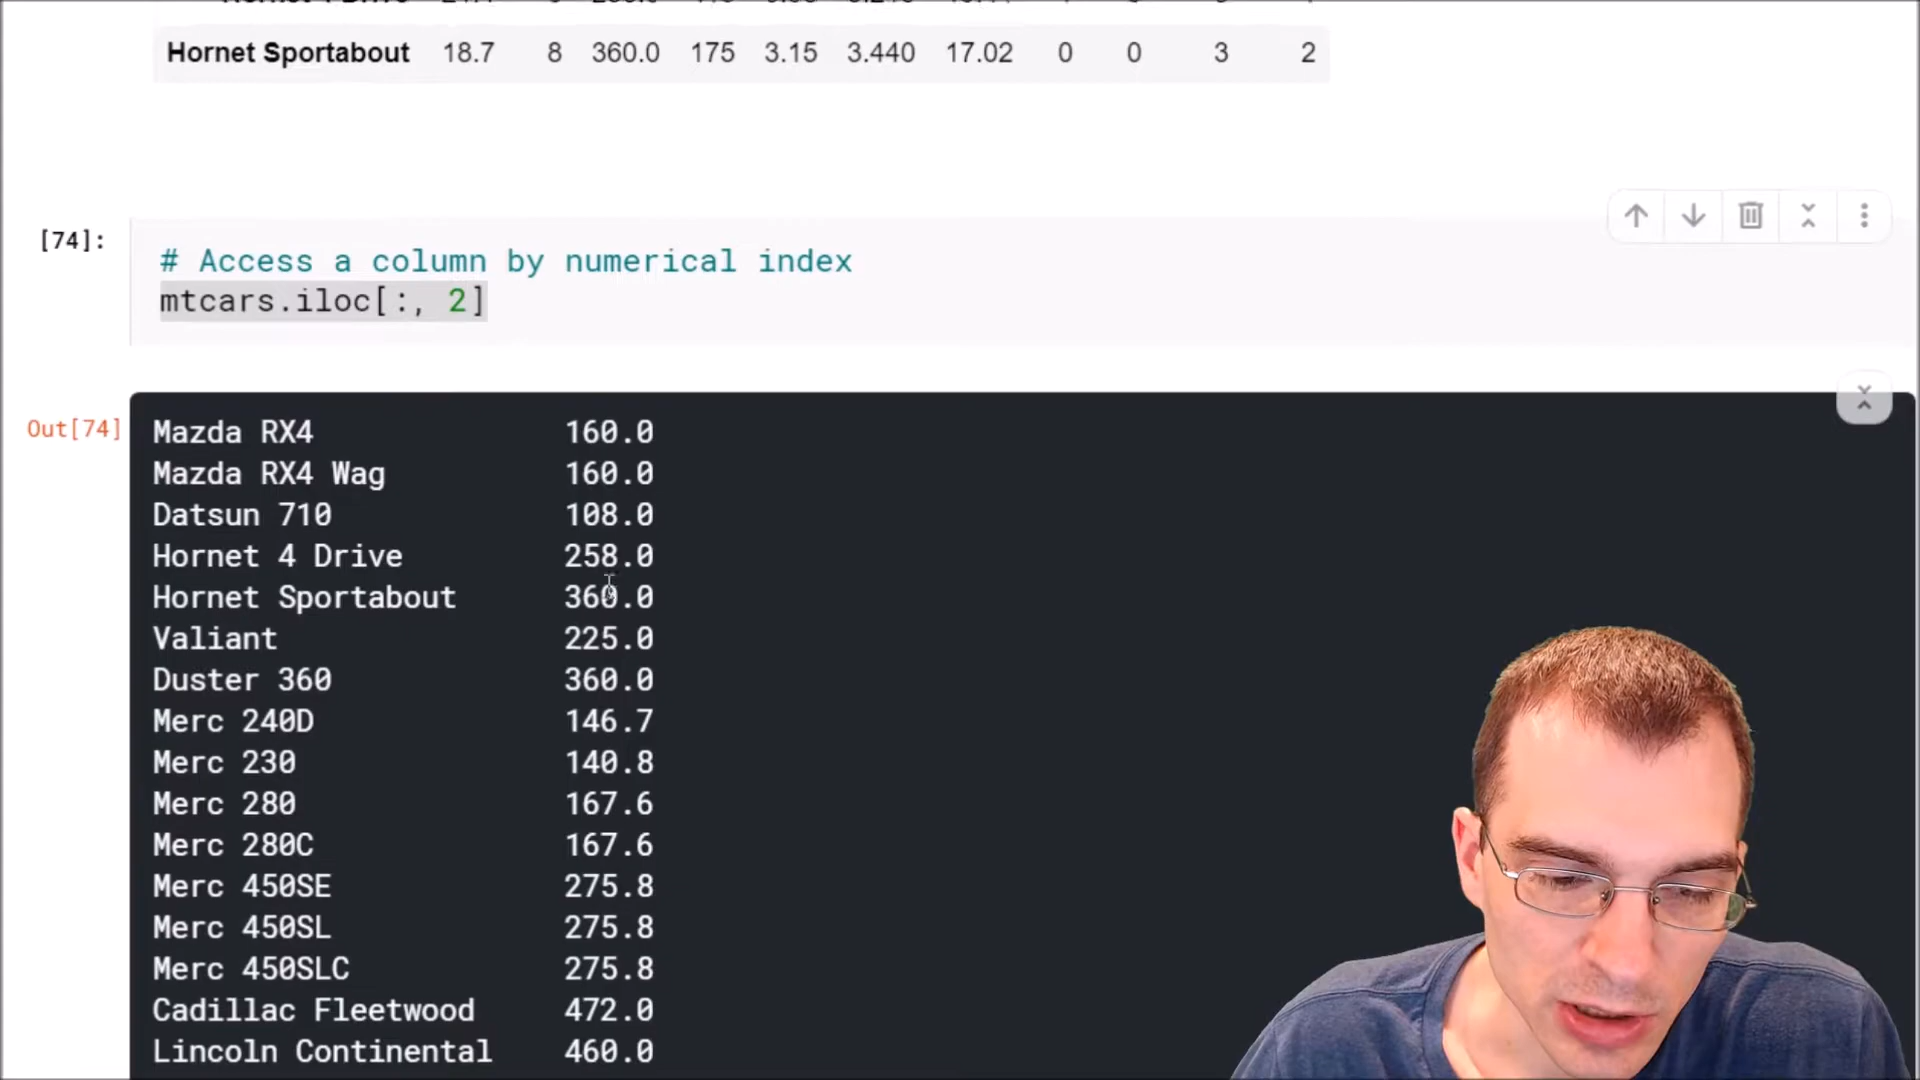 Hornet Sportabout 18.7 8 360.0 175 3.15 3.440 17.02 0 0 3 2
[74]:
# Access a column by numerical index
mtcars.iloc[:, 2]
Out[74]
Mazda RX4 160.0
Mazda RX4 Wag 160.0
Datsun 710 108.0
Hornet 4 Drive 258.0
Hornet Sportabout 360.0
Valiant 225.0
Duster 360 360.0
Merc 240D 146.7
Merc 230 140.8
Merc 280 167.6
Merc 280C 167.6
Merc 450SE 275.8
Merc 450SL 275.8
Merc 450SLC 275.8
Cadillac Fleetwood 472.0
Lincoln Continental 460.0